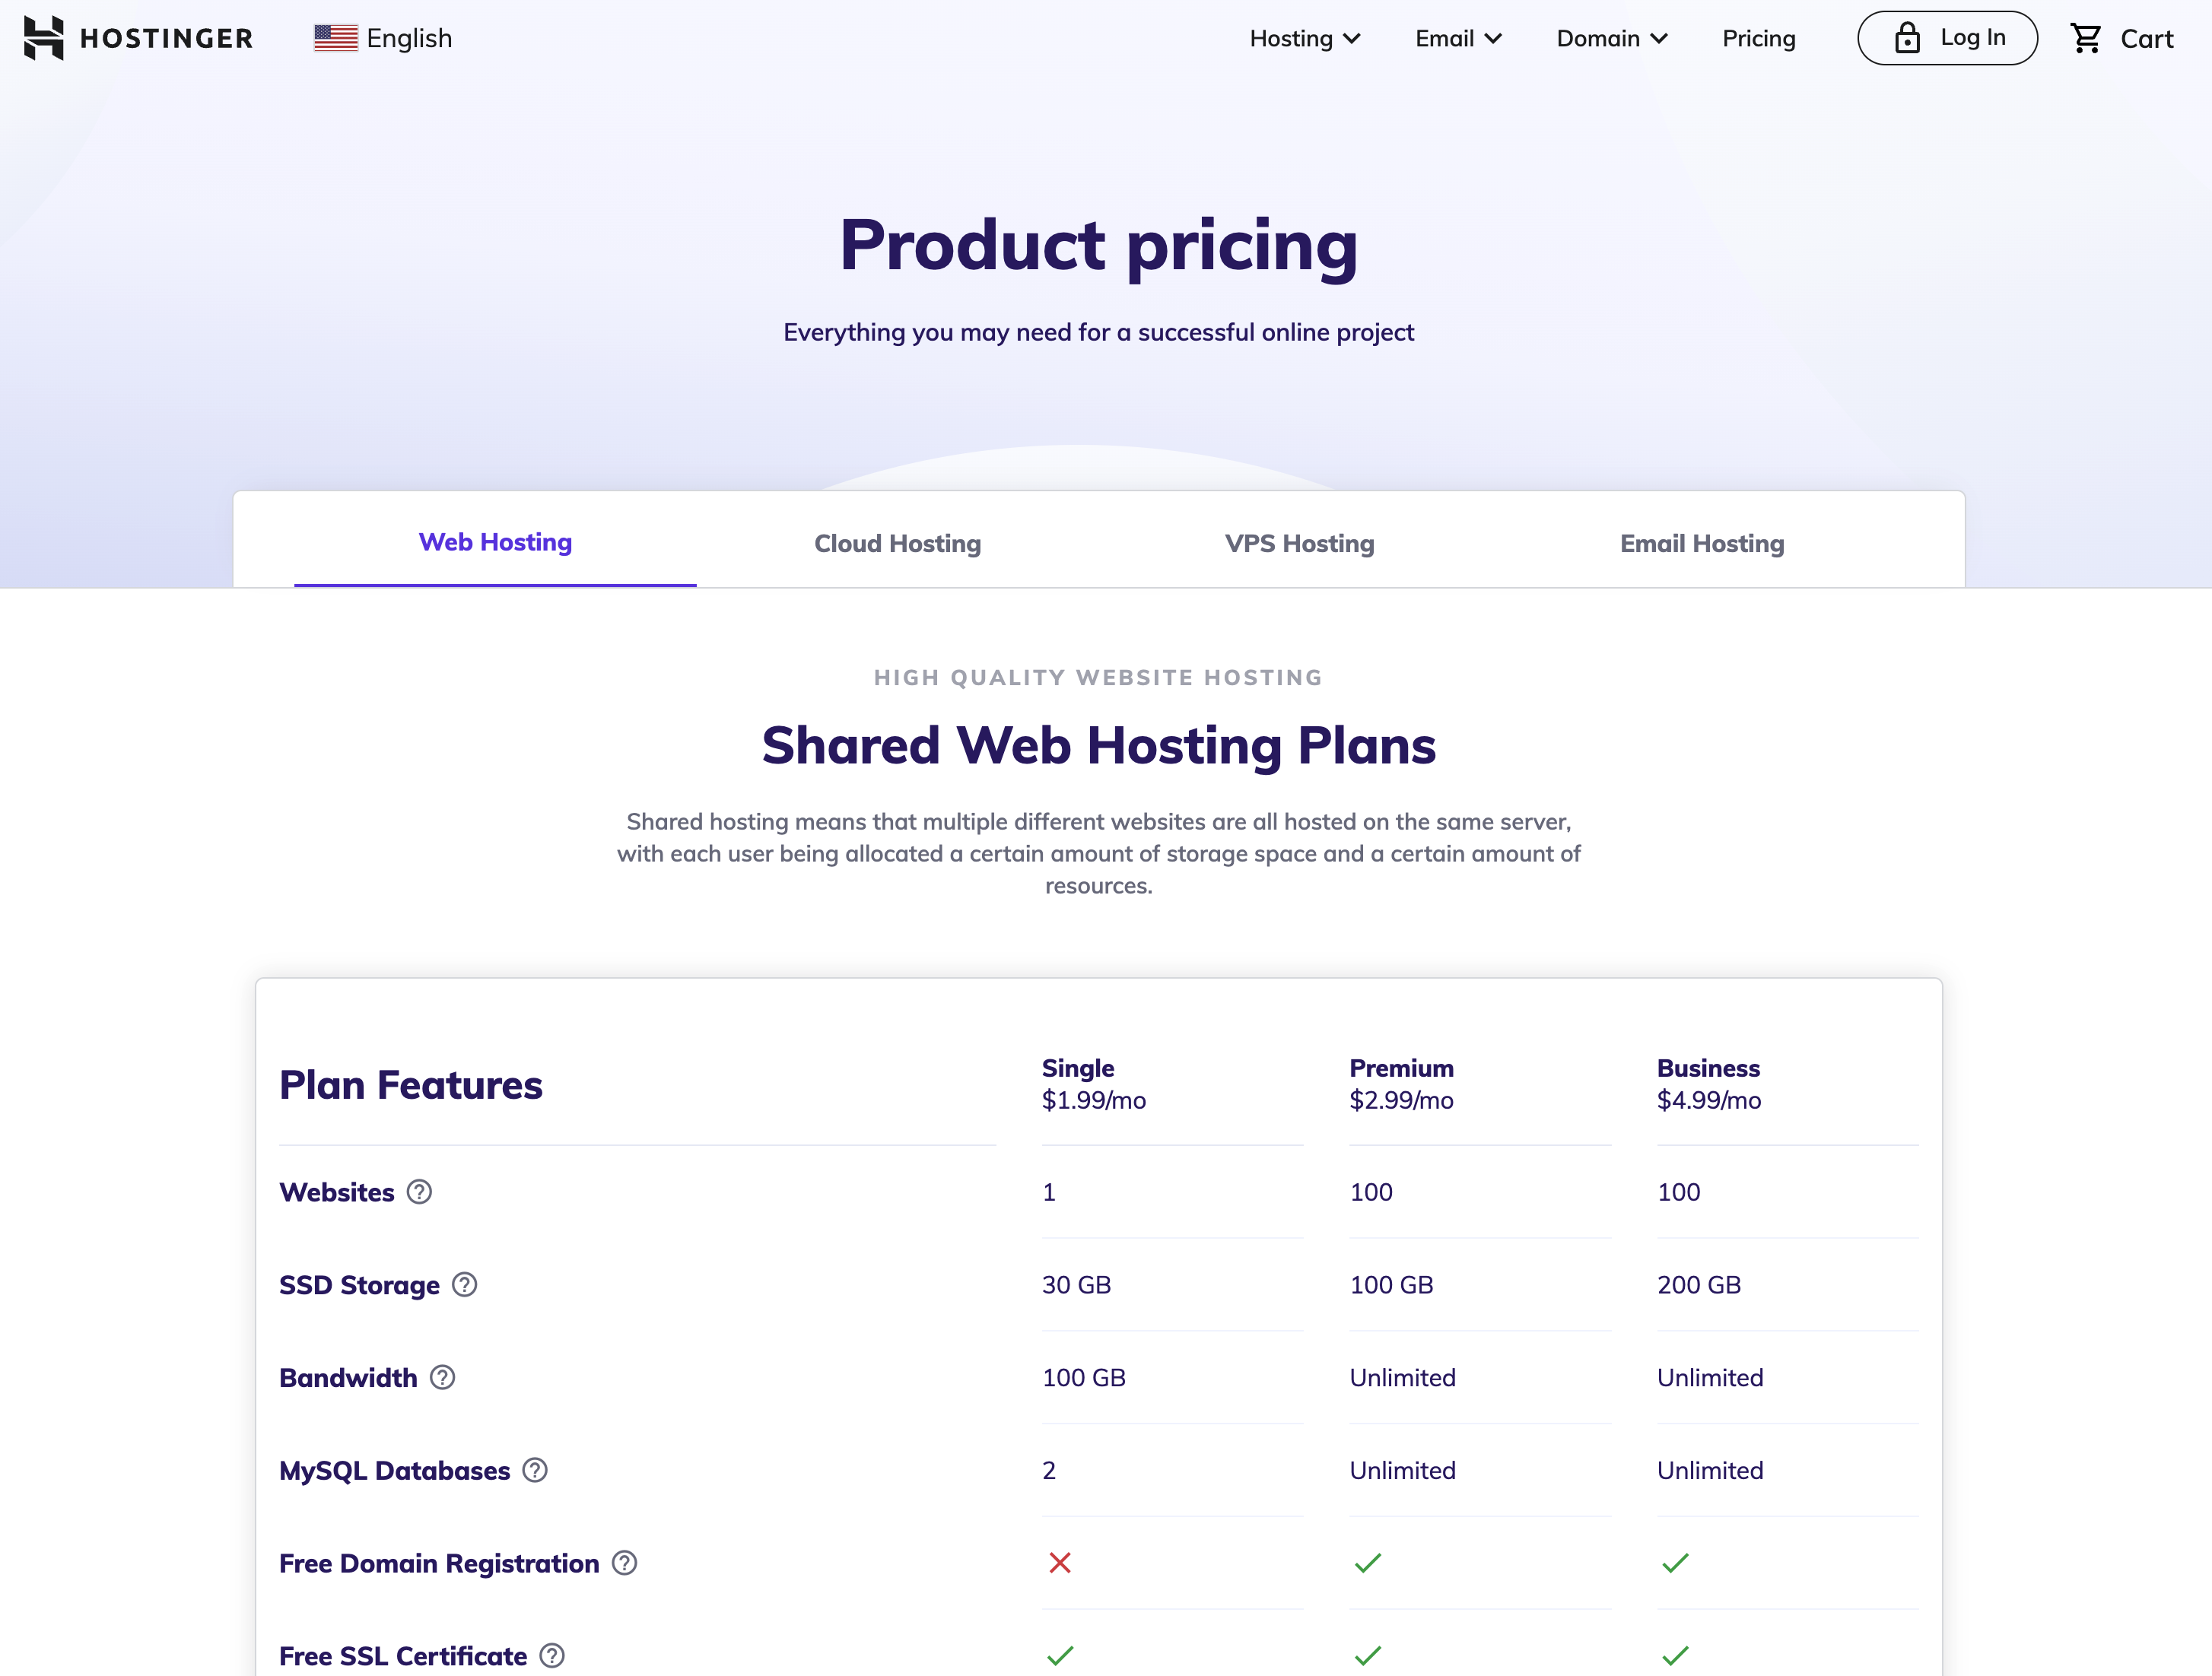 HOSTINGER English Hosting Email Domain Pricing Log In Cart
Product pricing
Everything you may need for a successful online project
Web Hosting Cloud Hosting VPS Hosting Email Hosting
HIGH QUALITY WEBSITE HOSTING
Shared Web Hosting Plans
Shared hosting means that multiple different websites are all hosted on the same server,
with each user being allocated a certain amount of storage space and a certain amount of
resources.
Plan Features
Single Premium Business
$1.99/mo $2.99/mo $4.99/mo
Websites ? 1 100 100
SSD Storage ? 30 GB 100 GB 200 GB
Bandwidth ? 100 GB Unlimited Unlimited
MySQL Databases ? 2 Unlimited Unlimited
Free Domain Registration ?
Free SSL Certificate ?